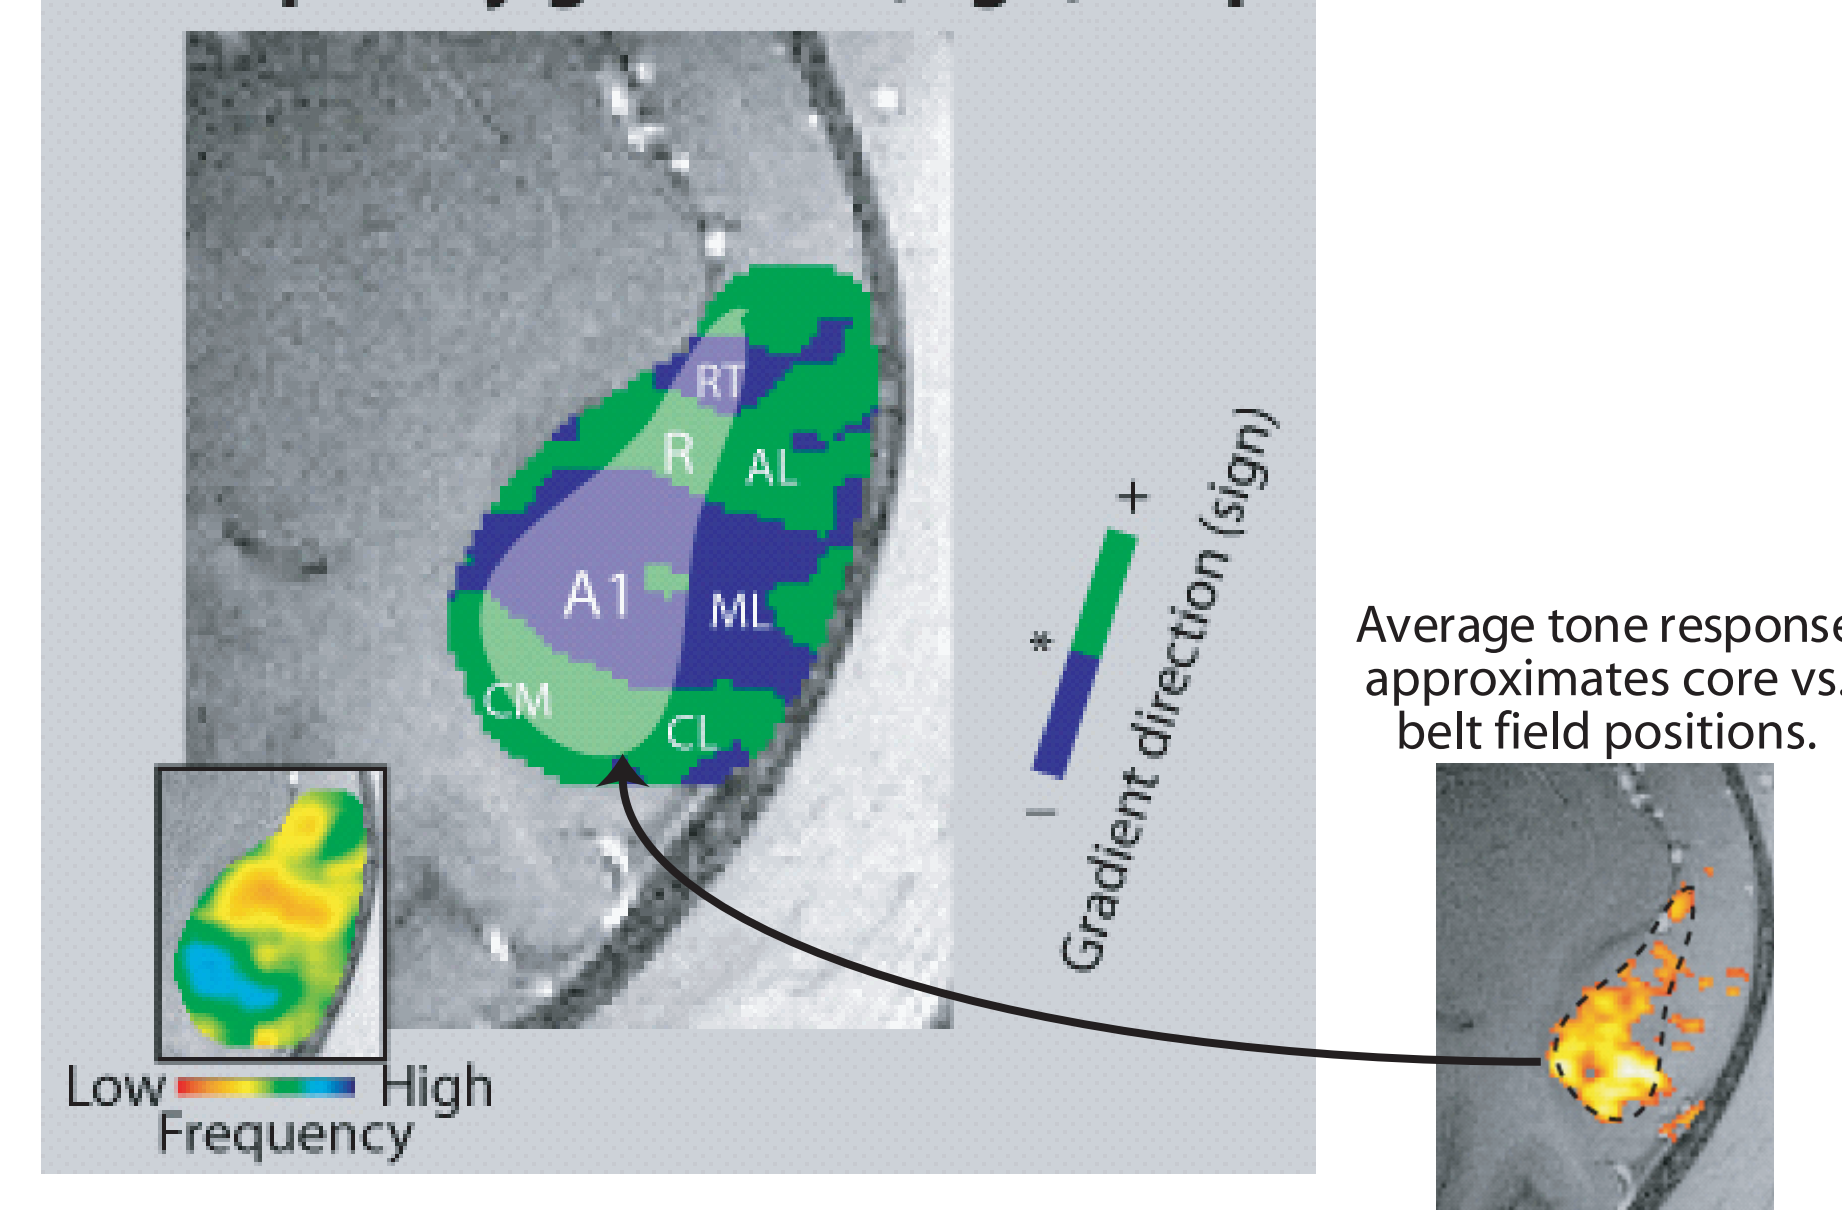 RT
R
AL
A1
ML
CM
CL
+
*
–
Gradient direction (sign)
Low
High
Frequency
Average tone response
approximates core vs.
belt field positions.